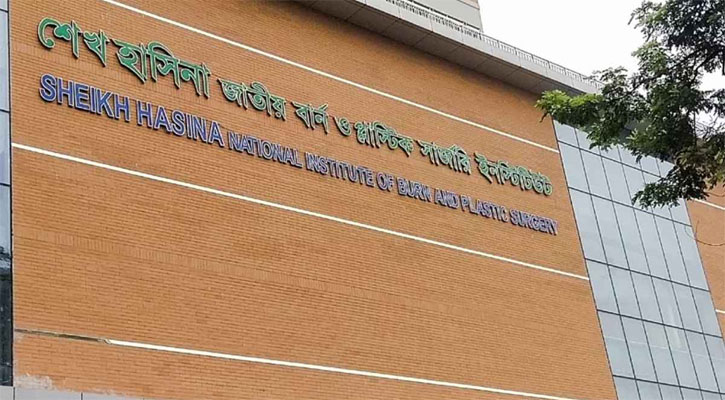 শেখ হাসিনা জাতীয় বার্ন ও প্লাস্টিক সার্জারি ইনস্টিটিউট
SHEIKH HASINA NATIONAL INSTITUTE OF BURN AND PLASTIC SURGERY